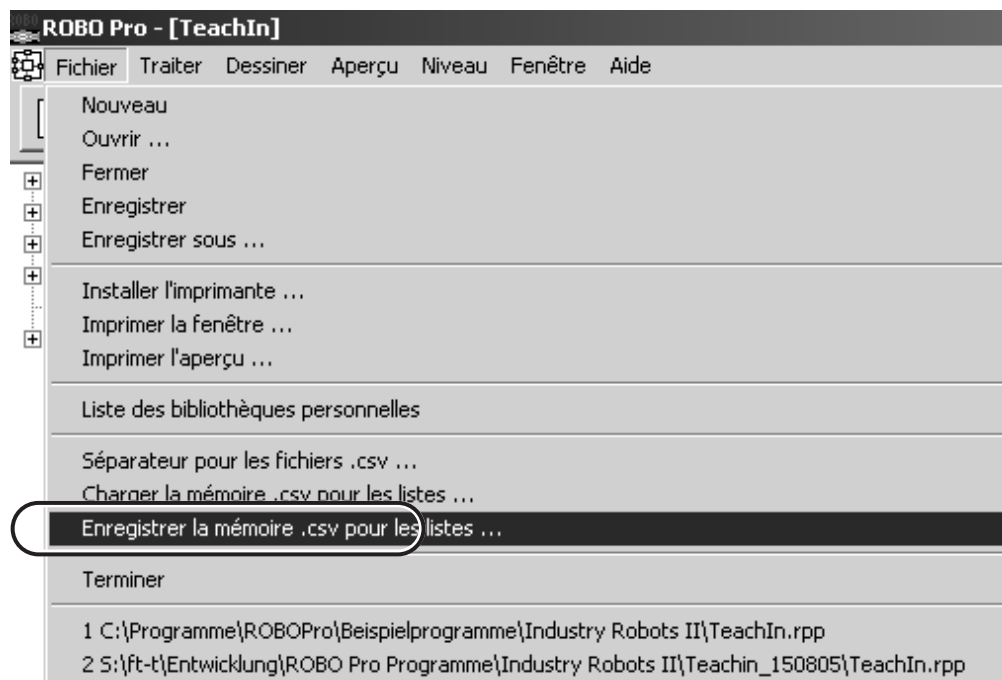 ROBO Pro - [TeachIn]
Fichier Traiter Dessiner Aperçu Niveau Fenêtre Aide
Nouveau
Ouvrir ...
Fermer
Enregistrer
Enregistrer sous ...
Installer l'imprimante ...
Imprimer la fenêtre ...
Imprimer l'aperçu ...
Liste des bibliothèques personnelles
Séparateur pour les fichiers .csv ...
Charger la mémoire .csv pour les listes ...
Enregistrer la mémoire .csv pour les listes ...
Terminer
1 C:\Programme\ROBOPro\Beispielprogramme\Industry Robots II\TeachIn.rpp
2 S:\ft-t\Entwicklung\ROBO Pro Programme\Industry Robots II\Teachin_150805\TeachIn.rpp